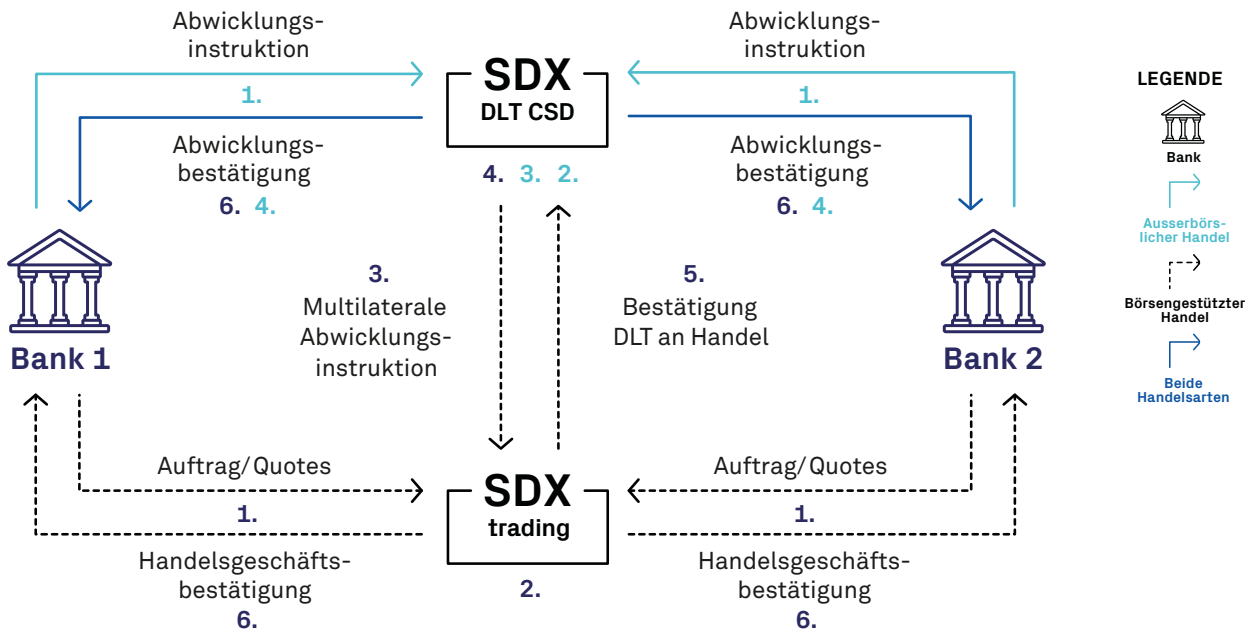 Abwicklungs-
instruktion
1.
Abwicklungs-
bestätigung
6. 4.
SDX
DLT CSD
4. 3. 2.
Abwicklungs-
instruktion
1.
Abwicklungs-
bestätigung
6. 4.
Bank 1
3.
Multilaterale
Abwicklungs-
instruktion
5.
Bestätigung
DLT an Handel
Bank 2
Auftrag/Quotes
1.
Handelsgeschäfts-
bestätigung
6.
SDX
trading
2.
Auftrag/Quotes
1.
Handelsgeschäfts-
bestätigung
6.
LEGENDE
Bank
Ausserbörs-
licher Handel
Börsengestützter
Handel
Beide
Handelsarten